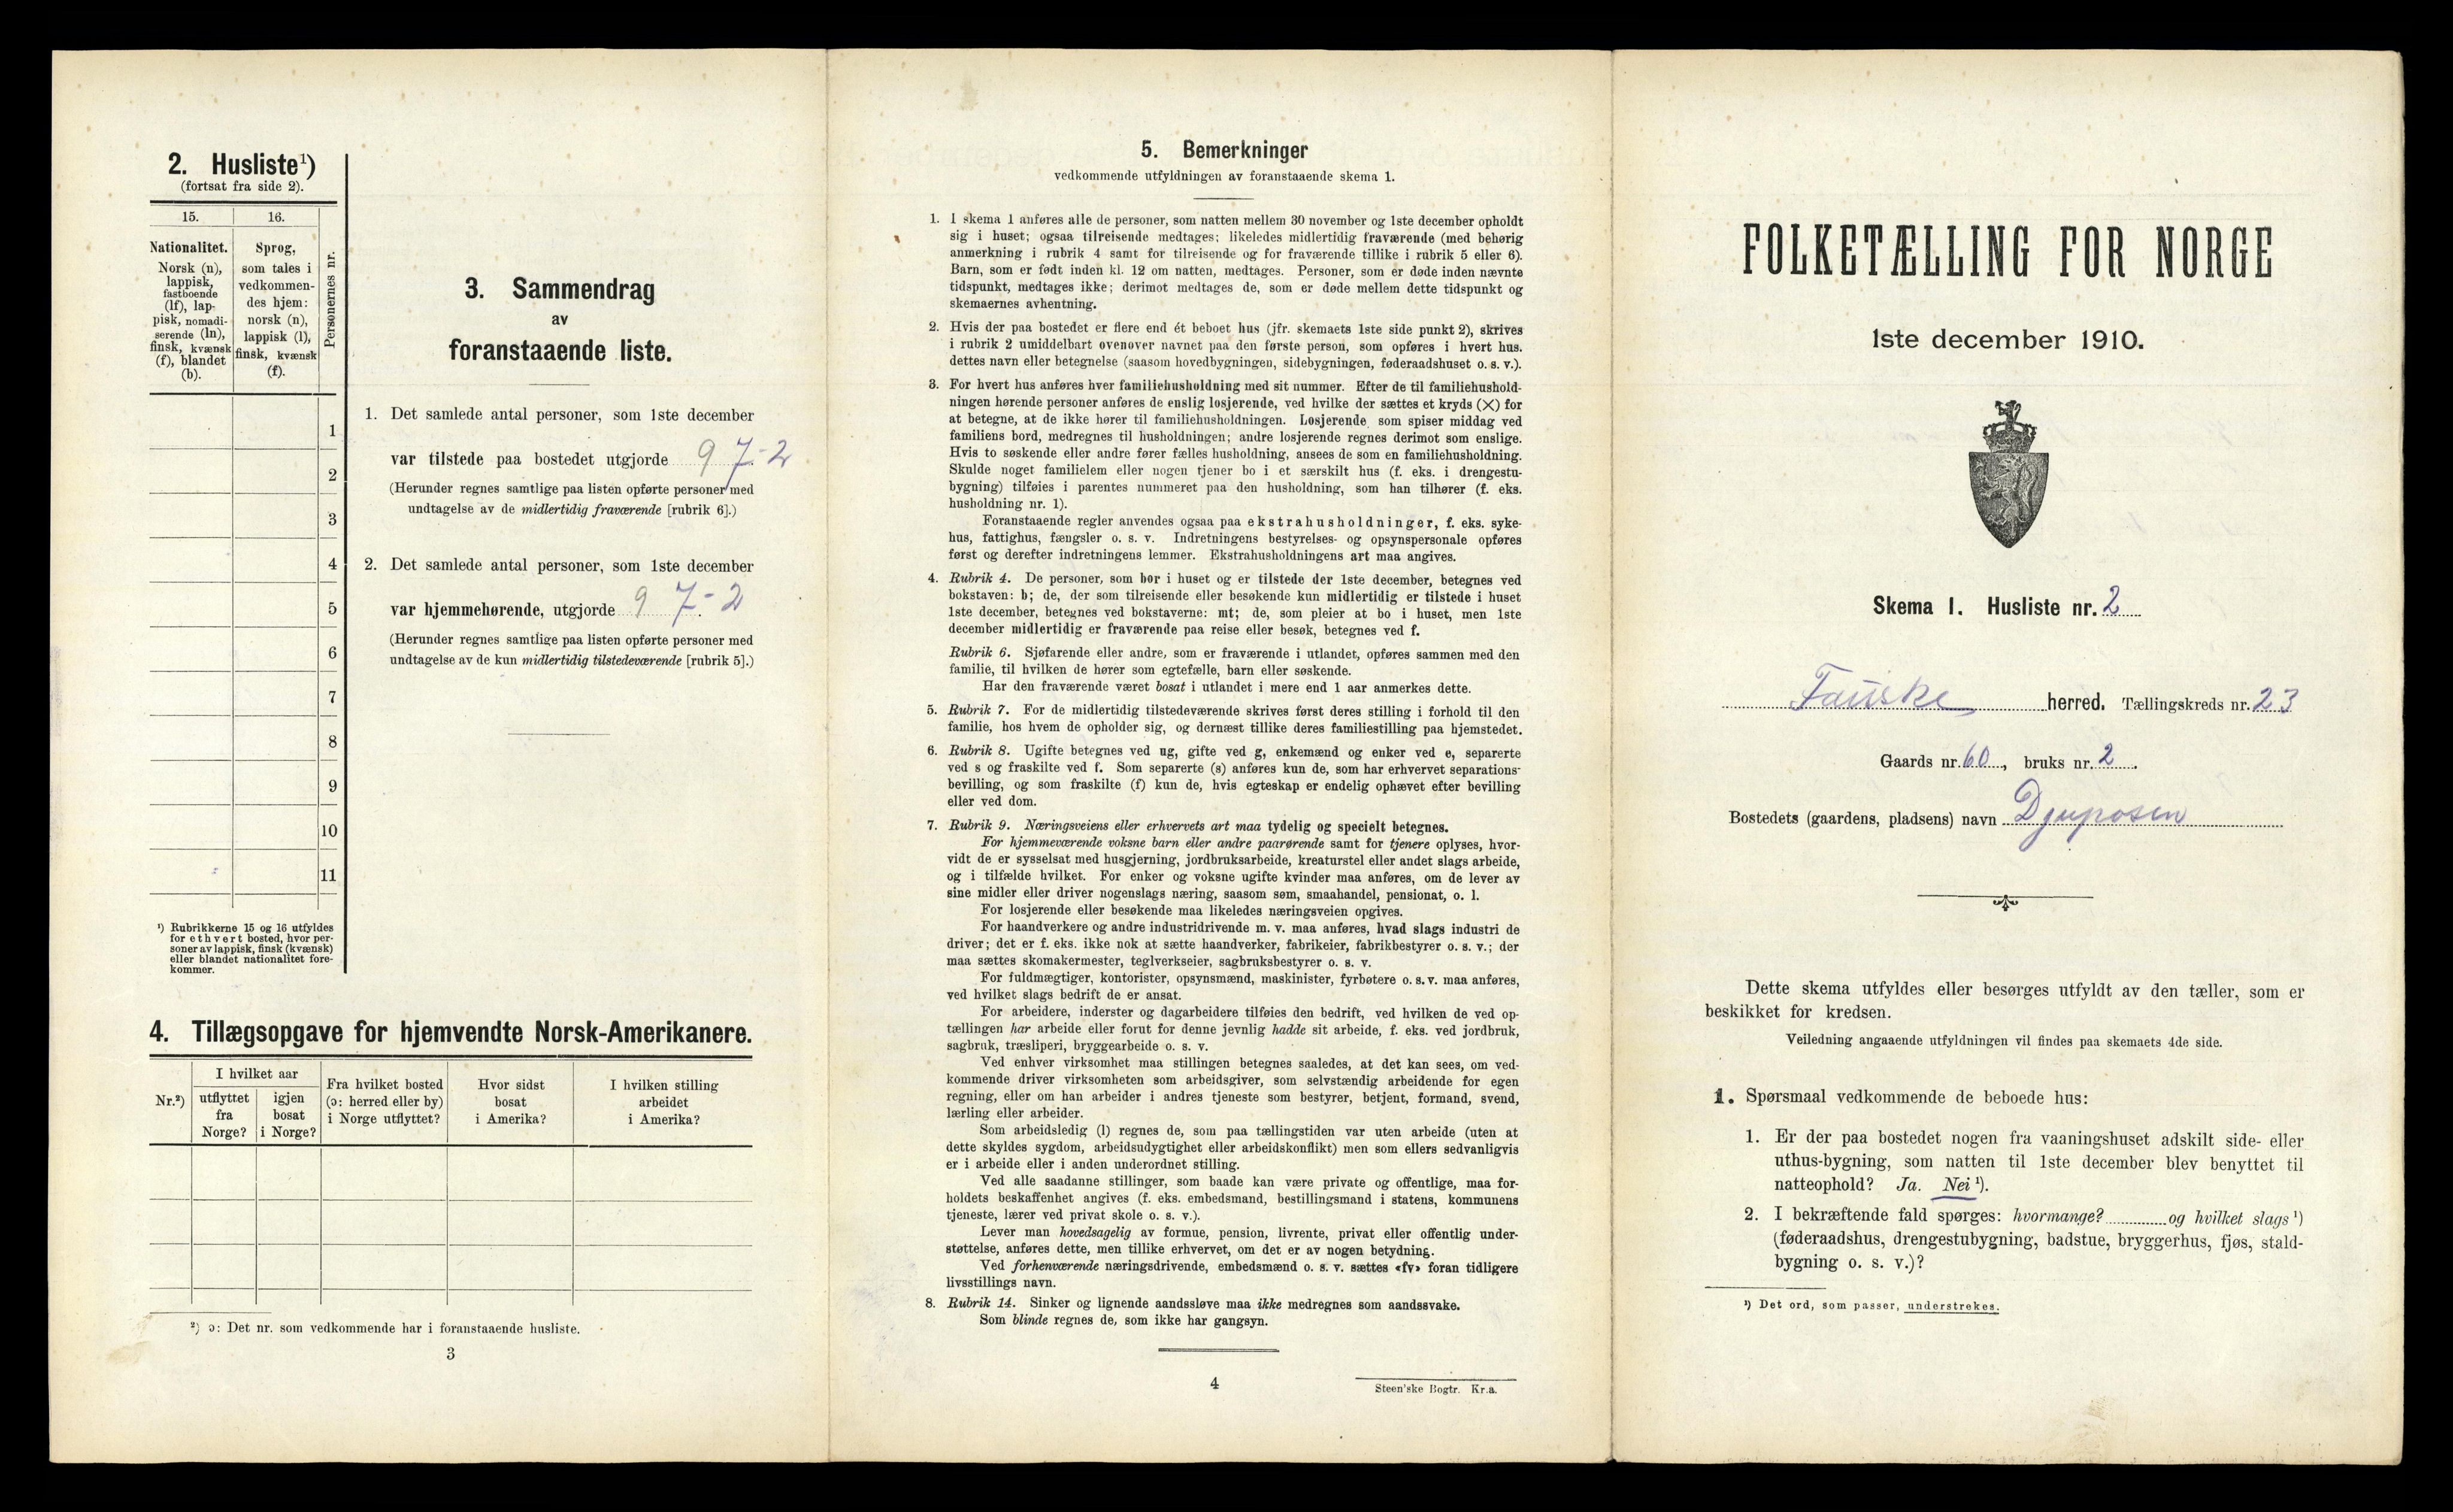 2. Husliste¹)
(fortsat fra side 2).
15.
16.
Personernes nr.
Nationalitet.
Norsk (n),
lappisk,
fastboende
(lf), lap-
pisk, nomadi-
serende (ln),
finsk, kvænsk
(f), blandet
(b).
Sprog,
som tales i
vedkommen-
des hjem:
norsk (n),
lappisk (l),
finsk, kvænsk
(f).
1
2
3
4
5
6
7
8
9
10
11
¹) Rubrikkerne 15 og 16 utfyldes
for ethvert bosted, hvor per-
soner av lappisk, finsk (kvænsk)
eller blandet nationalitet fore-
kommer.
3. Sammendrag
av
foranstaaende liste.
1. Det samlede antal personer, som 1ste december
var tilstede paa bostedet utgjorde 9 7-2
(Herunder regnes samtlige paa listen opførte personer med
undtagelse av de midlertidig fraværende [rubrik 6].)
2. Det samlede antal personer, som 1ste december
var hjemmehørende, utgjorde 9 7-2
(Herunder regnes samtlige paa listen opførte personer med
undtagelse av de kun midlertidig tilstedeværende [rubrik 5].)
4. Tillægsopgave for hjemvendte Norsk-Amerikanere.
Nr.²)
I hvilket aar
utflyttet
fra
Norge?
igjen
bosat
i Norge?
Fra hvilket bosted
(ɔ: herred eller by)
i Norge utflyttet?
Hvor sidst
bosat
i Amerika?
I hvilken stilling
arbeidet
i Amerika?
²) ɔ: Det nr. som vedkommende har i foranstaaende husliste.
3
5. Bemerkninger
vedkommende utfyldningen av foranstaaende skema 1.
1. I skema 1 anføres alle de personer, som natten mellem 30 november og 1ste december opholdt
sig i huset; ogsaa tilreisende medtages; likeledes midlertidig fraværende (med behørig
anmerkning i rubrik 4 samt for tilreisende og for fraværende tillike i rubrik 5 eller 6).
Barn, som er født inden kl. 12 om natten, medtages. Personer, som er døde inden nævnte
tidspunkt, medtages ikke; derimot medtages de, som er døde mellem dette tidspunkt og
skemaernes avhentning.
2. Hvis der paa bostedet er flere end ét beboet hus (jfr. skemaets 1ste side punkt 2), skrives
i rubrik 2 umiddelbart ovenover navnet paa den første person, som opføres i hvert hus.
dettes navn eller betegnelse (saasom hovedbygningen, sidebygningen, føderaadshuset o. s. v.).
3. For hvert hus anføres hver familiehusholdning med sit nummer. Efter de til familiehushold-
ningen hørende personer anføres de enslig losjerende, ved hvilke der sættes et kryds (×) for
at betegne, at de ikke hører til familiehusholdningen. Losjerende som spiser middag ved
familiens bord, medregnes til husholdningen; andre losjerende regnes derimot som enslige.
Hvis to søskende eller andre fører fælles husholdning, ansees de som en familiehusholdning.
Skulde noget familielem eller nogen tjener bo i et særskilt hus (f. eks. i drengestu-
bygning) tilføies i parentes nummeret paa den husholdning, som han tilhører (f. eks.
husholdning nr. 1).
Foranstaaende regler anvendes ogsaa paa ekstrahusholdninger, f. eks. syke-
hus, fattighus, fængsler o. s. v. Indretningens bestyrelses- og opsynspersonale opføres
først og derefter indretningens lemmer. Ekstrahusholdningens art maa angives.
4. Rubrik 4. De personer, som bor i huset og er tilstede der 1ste december, betegnes ved
bokstaven: b; de, der som tilreisende eller besøkende kun midlertidig er tilstede i huset
1ste december, betegnes ved bokstaverne: mt; de, som pleier at bo i huset, men 1ste
december midlertidig er fraværende paa reise eller besøk, betegnes ved f.
Rubrik 6. Sjøfarende eller andre, som er fraværende i utlandet, opføres sammen med den
familie, til hvilken de hører som egtefælle, barn eller søskende.
Har den fraværende været bosat i utlandet i mere end 1 aar anmerkes dette.
5. Rubrik 7. For de midlertidig tilstedeværende skrives først deres stilling i forhold til den
familie, hos hvem de opholder sig, og dernæst tillike deres familiestilling paa hjemstedet.
6. Rubrik 8. Ugifte betegnes ved ug, gifte ved g, enkemænd og enker ved e, separerte
ved s og fraskilte ved f. Som separerte (s) anføres kun de, som har erhvervet separations-
bevilling, og som fraskilte (f) kun de, hvis egteskap er endelig ophævet efter bevilling
eller ved dom.
7. Rubrik 9. Næringsveiens eller erhvervets art maa tydelig og specielt betegnes.
For hjemmeværende voksne barn eller andre paarørende samt for tjenere oplyses, hvor-
vidt de er sysselsat med husgjerning, jordbruksarbeide, kreaturstel eller andet slags arbeide,
og i tilfælde hvilket. For enker og voksne ugifte kvinder maa anføres, om de lever av
sine midler eller driver nogenslags næring, saasom søm, smaahandel, pensionat, o. l.
For losjerende eller besøkende maa likeledes næringsveien opgives.
For haandverkere og andre industridrivende m. v. maa anføres, hvad slags industri de
driver; det er f. eks. ikke nok at sætte haandverker, fabrikeier, fabrikbestyrer o. s. v.; der
maa sættes skomakermester, teglverkseier, sagbruksbestyrer o. s. v.
For fuldmægtiger, kontorister, opsynsmænd, maskinister, fyrbøtere o. s. v. maa anføres,
ved hvilket slags bedrift de er ansat.
For arbeidere, inderster og dagarbeidere tilføies den bedrift, ved hvilken de ved op-
tællingen har arbeide eller forut for denne jevnlig hadde sit arbeide, f. eks. ved jordbruk,
sagbruk, træsliperi, bryggearbeide o. s. v.
Ved enhver virksomhet maa stillingen betegnes saaledes, at det kan sees, om ved-
kommende driver virksomheten som arbeidsgiver, som selvstændig arbeidende for egen
regning, eller om han arbeider i andres tjeneste som bestyrer, betjent, formand, svend,
lærling eller arbeider.
Som arbeidsledig (l) regnes de, som paa tællingstiden var uten arbeide (uten at
dette skyldes sygdom, arbeidsudygtighet eller arbeidskonflikt) men som ellers sedvanligvis
er i arbeide eller i anden underordnet stilling.
Ved alle saadanne stillinger, som baade kan være private og offentlige, maa for-
holdets beskaffenhet angives (f. eks. embedsmand, bestillingsmand i statens, kommunens
tjeneste, lærer ved privat skole o. s. v.).
Lever man hovedsagelig av formue, pension, livrente, privat eller offentlig under-
støttelse, anføres dette, men tillike erhvervet, om det er av nogen betydning.
Ved forhenværende næringsdrivende, embedsmænd o. s. v. sættes «fv» foran tidligere
livsstillings navn.
8. Rubrik 14. Sinker og lignende aandssløve maa ikke medregnes som aandssvake.
Som blinde regnes de, som ikke har gangsyn.
4
Steen'ske Bogtr. Kr.a.
FOLKETÆLLING FOR NORGE
1ste december 1910.
Skema 1. Husliste nr. 2
Fauske herred. Tællingskreds nr. 23
Gaards nr. 60, bruks nr. 2.
Bostedets (gaardens, pladsens) navn Djuposen
Dette skema utfyldes eller besørges utfyldt av den tæller, som er
beskikket for kredsen.
Veiledning angaaende utfyldningen vil findes paa skemaets 4de side.
1. Spørsmaal vedkommende de beboede hus:
1. Er der paa bostedet nogen fra vaaningshuset adskilt side- eller
uthus-bygning, som natten til 1ste december blev benyttet til
natteophold? Ja. Nei ¹).
2. I bekræftende fald spørges: hvormange? og hvilket slags ¹)
(føderaadshus, drengestubygning, badstue, bryggerhus, fjøs, stald-
bygning o. s. v.)?
¹) Det ord, som passer, understrekes.